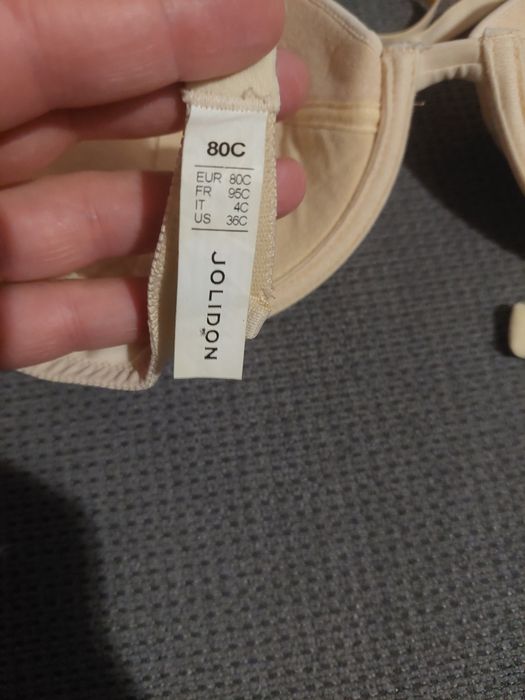 80C
EUR 80C
FR 95C
IT 4C
US 36C
JOLIDON